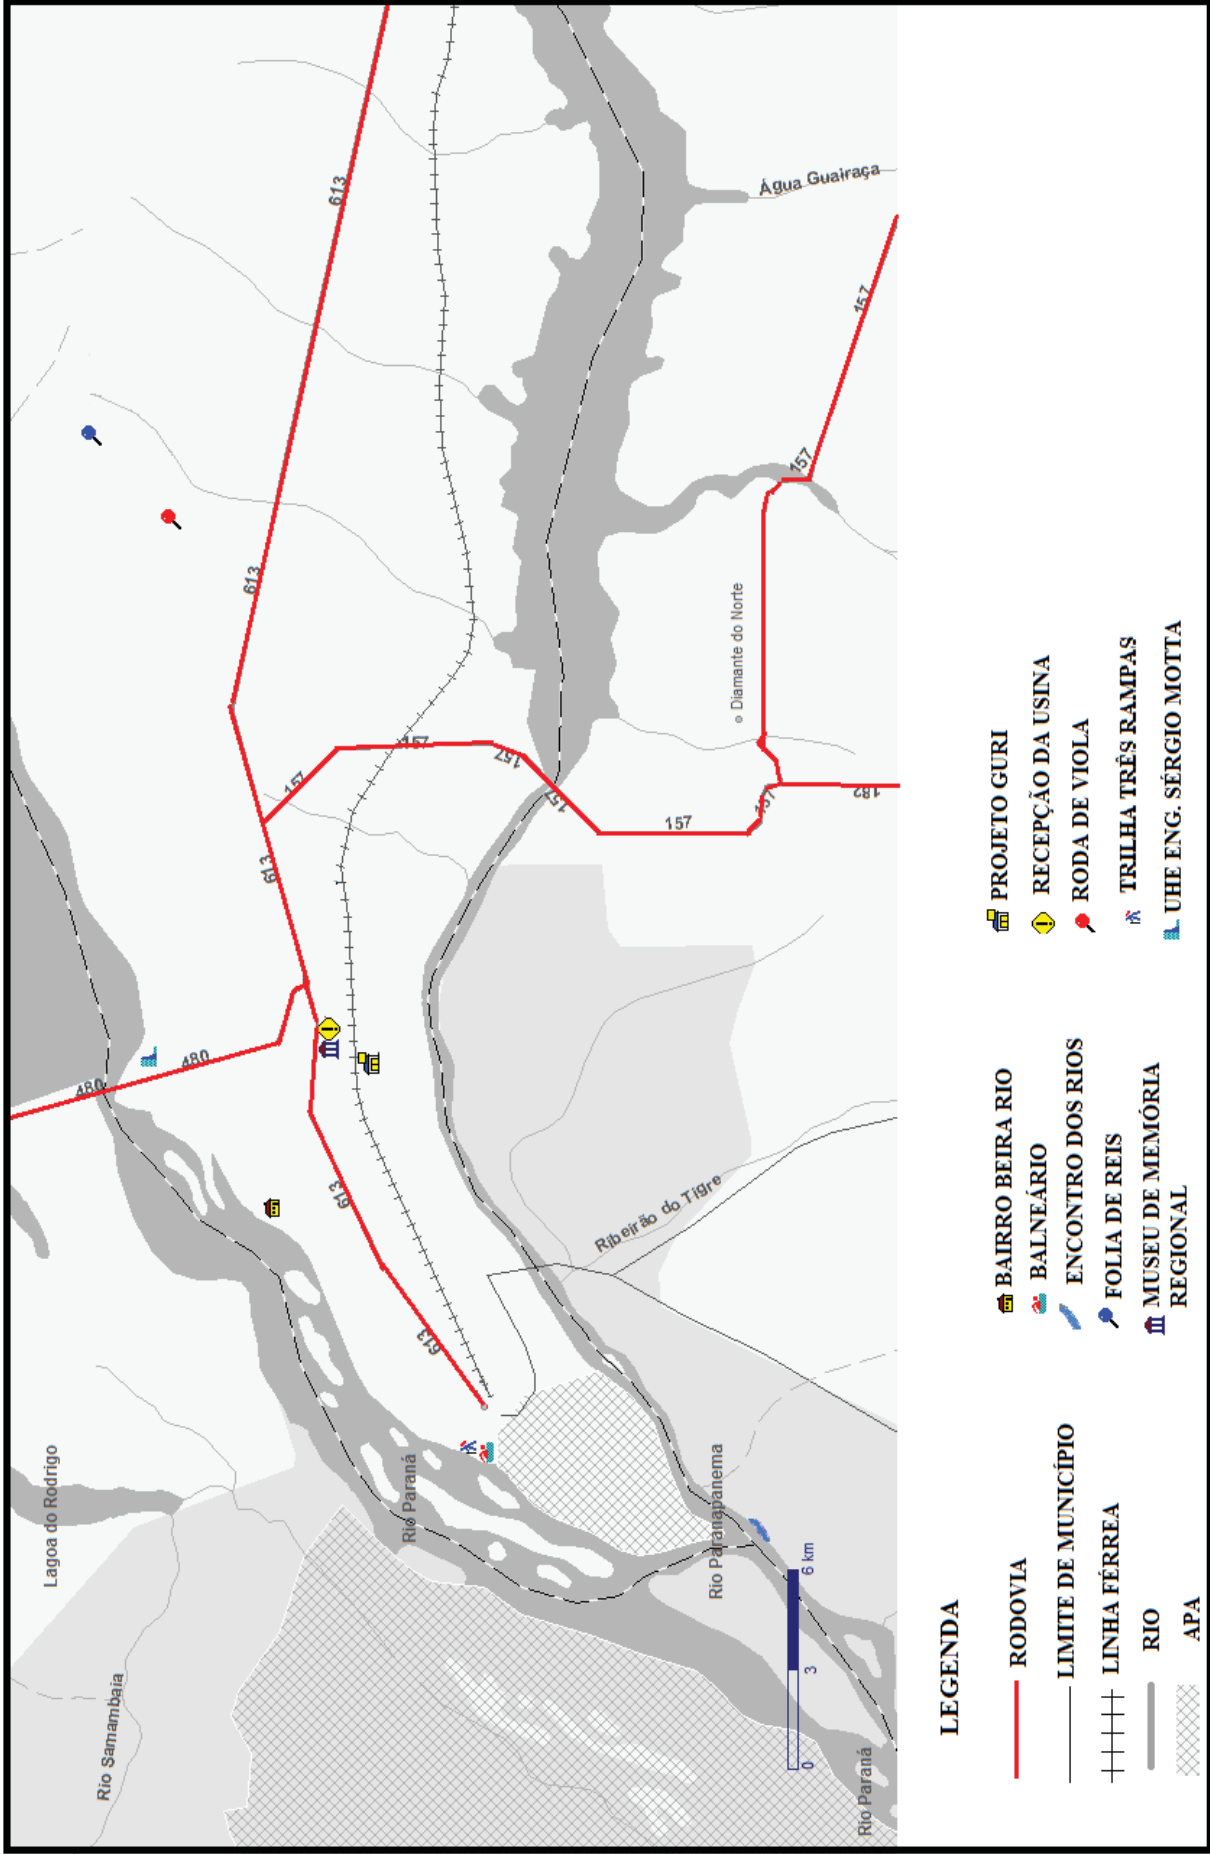 Lagoa do Rodrigo
Rio Samambaia
Rio Paraná
Rio Paranapanema
Rio Paraná
Ribeirão do Tigre
Diamante do Norte
Água Guairaça
480
480
613
613
613
613
613
157
157
157
157
157
157
157
157
182
0
3
6 km
LEGENDA
RODOVIA
LIMITE DE MUNICÍPIO
LINHA FÉRREA
RIO
APA
BAIRRO BEIRA RIO
BALNEÁRIO
ENCONTRO DOS RIOS
FOLIA DE REIS
MUSEU DE MEMÓRIA
REGIONAL
PROJETO GURI
RECEPÇÃO DA USINA
RODA DE VIOLA
TRILHA TRÊS RAMPAS
UHE ENG. SÉRGIO MOTTA